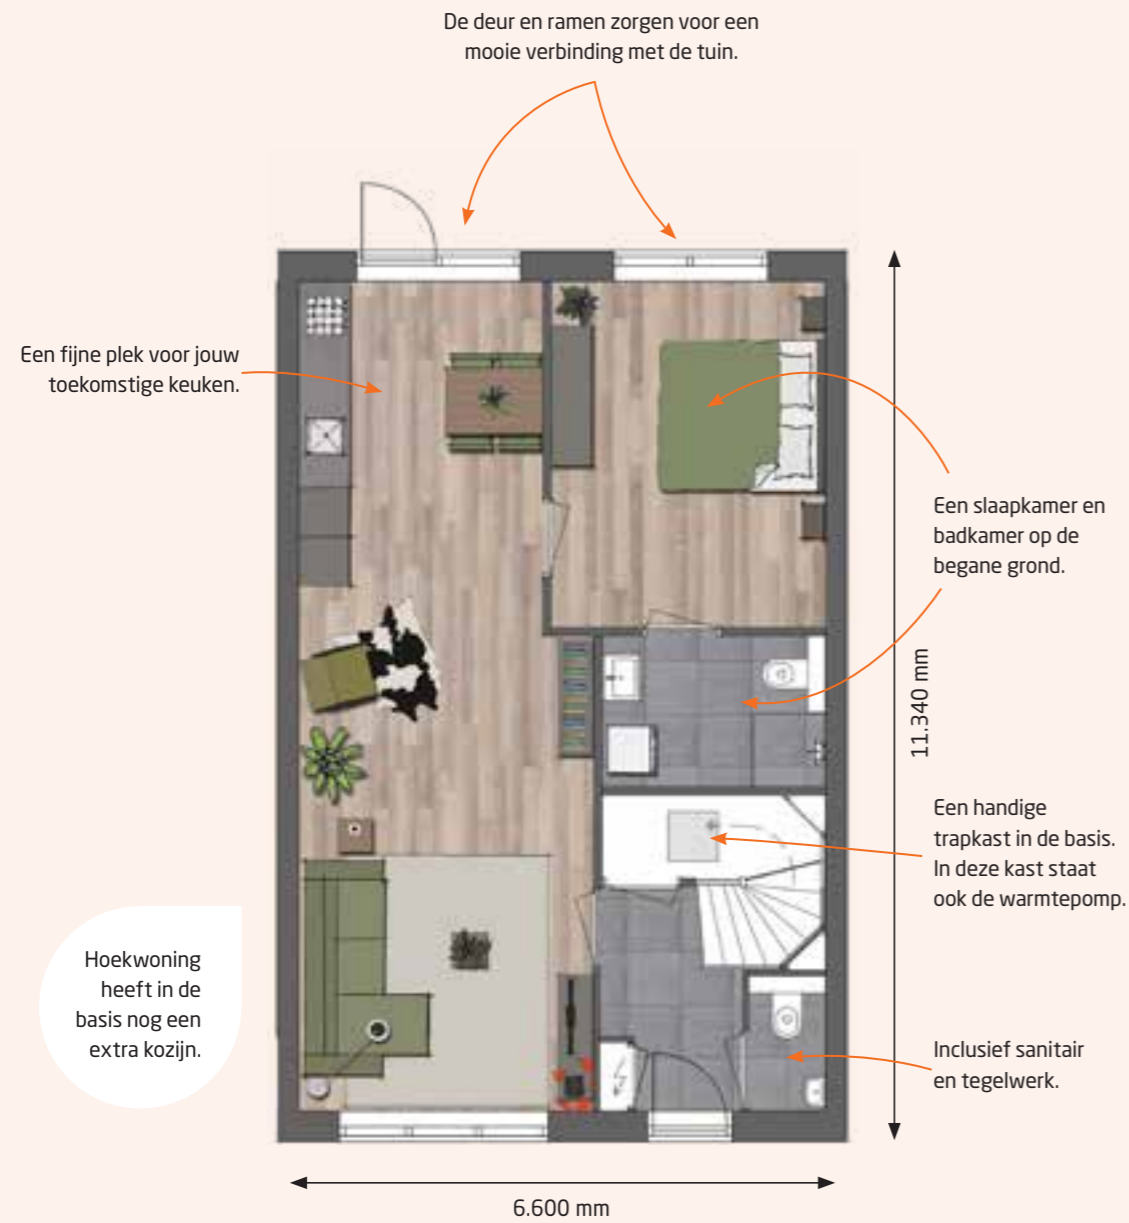 De deur en ramen zorgen voor een
mooie verbinding met de tuin.
Een fijne plek voor jouw
toekomstige keuken.
Een slaapkamer en
badkamer op de
begane grond.
11.340 mm
Een handige
trapkast in de basis.
In deze kast staat
ook de warmtepomp.
Hoekwoning
heeft in de
basis nog een
extra kozijn.
Inclusief sanitair
en tegelwerk.
6.600 mm